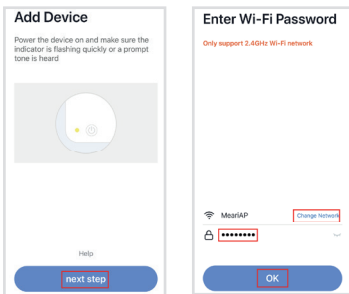 Add Device
Power the device on and make sure the
indicator is flashing quickly or a prompt
tone is heard
Help
next step
Enter Wi-Fi Password
Only support 2.4GHz Wi-Fi network
MeariAP
Change Network
••••••••
OK